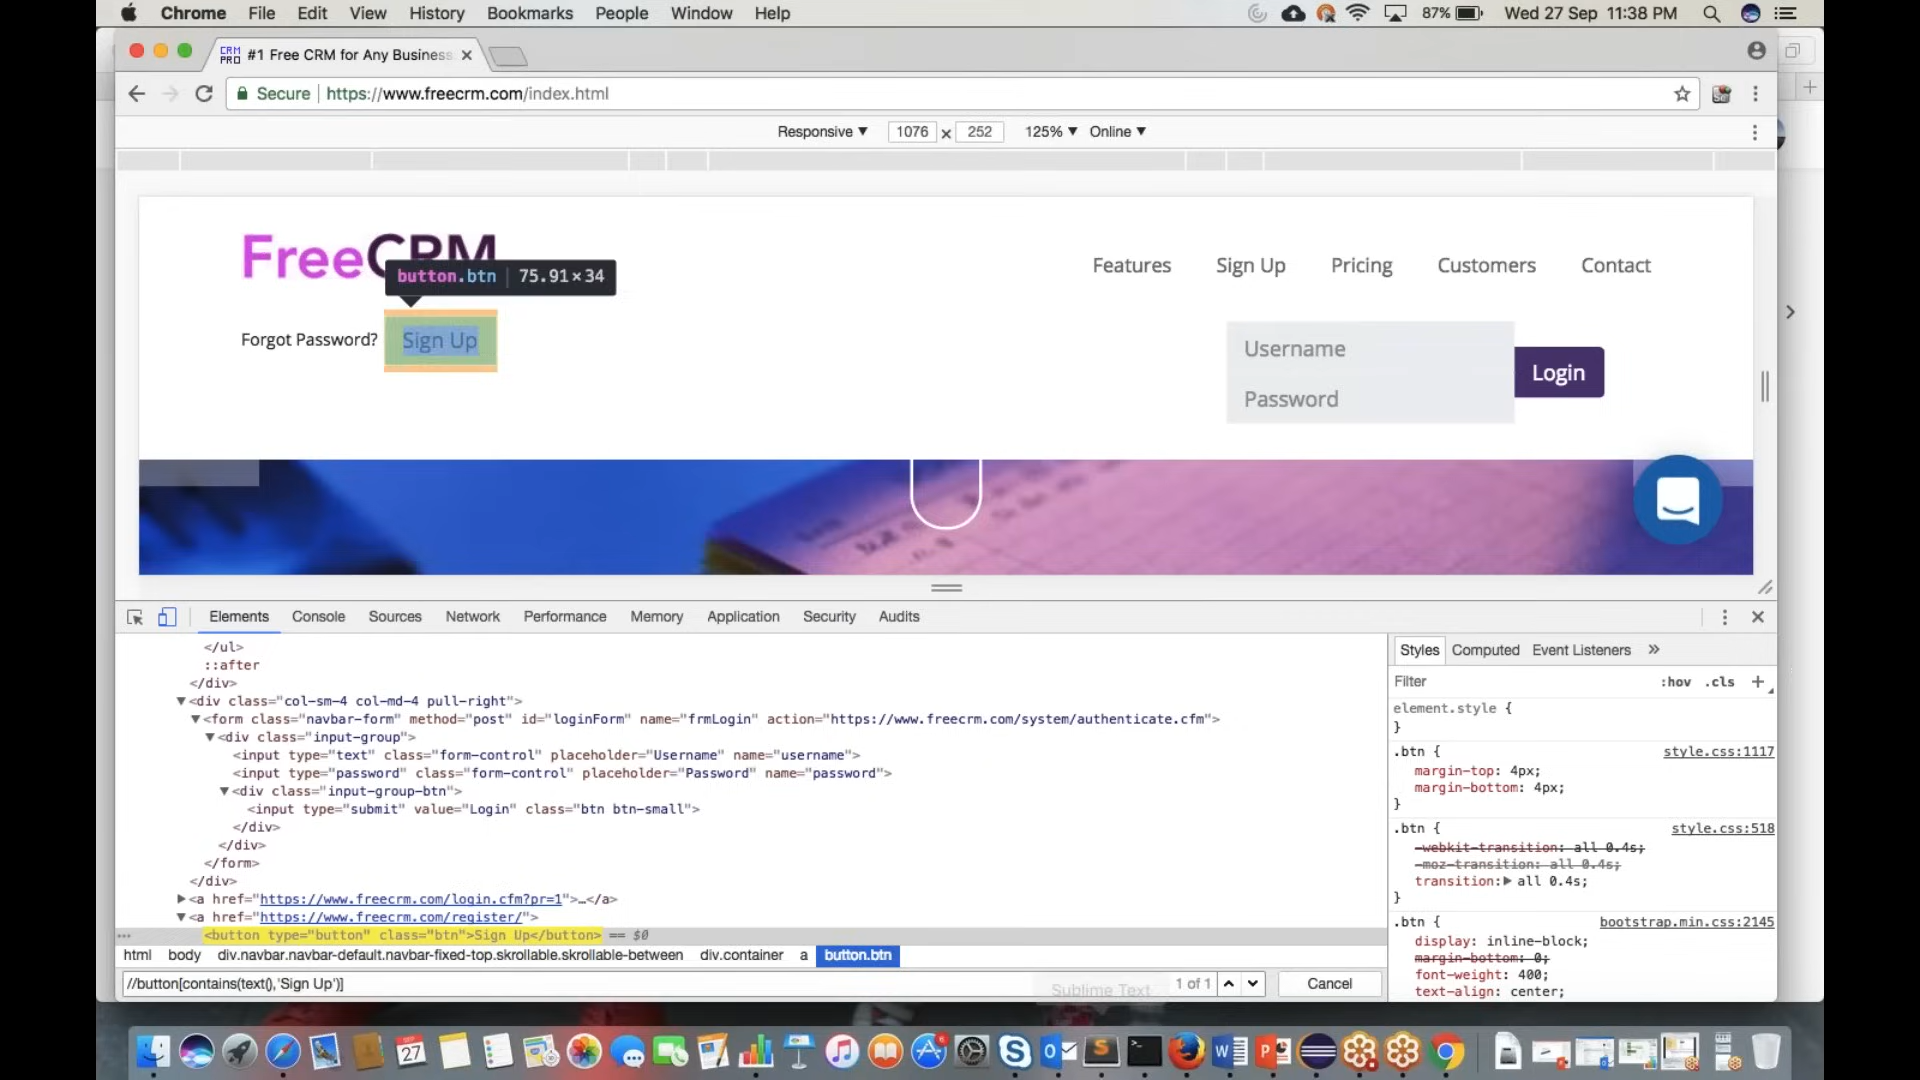 Chrome File Edit View History Bookmarks People Window Help 87% Wed 27 Sep 11:38 PM
CRM PRO #1 Free CRM for Any Business
Secure https://www.freecrm.com/index.html
Responsive ▼ 1076 × 252 125% ▼ Online ▼
FreeCRM
button.btn 75.91×34
Features Sign Up Pricing Customers Contact
Forgot Password? Sign Up
Username
Login
Password
Elements Console Sources Network Performance Memory Application Security Audits
</ul>
::after
</div>
▼<div class="col-sm-4 col-md-4 pull-right">
▼<form class="navbar-form" method="post" id="loginForm" name="frmLogin" action="https://www.freecrm.com/system/authenticate.cfm">
▼<div class="input-group">
<input type="text" class="form-control" placeholder="Username" name="username">
<input type="password" class="form-control" placeholder="Password" name="password">
▼<div class="input-group-btn">
<input type="submit" value="Login" class="btn btn-small">
</div>
</div>
</form>
</div>
▶<a href="https://www.freecrm.com/login.cfm?pr=1">…</a>
▼<a href="https://www.freecrm.com/register/">
<button type="button" class="btn">Sign Up</button> == $0
html body div.navbar.navbar-default.navbar-fixed-top.skrollable.skrollable-between div.container a button.btn
//button[contains(text(),'Sign Up')] Sublime Text 1 of 1 Cancel
Styles Computed Event Listeners »
Filter :hov .cls +
element.style {
}
.btn { style.css:1117
margin-top: 4px;
margin-bottom: 4px;
}
.btn { style.css:518
-webkit-transition: all 0.4s;
-moz-transition: all 0.4s;
transition:▶ all 0.4s;
}
.btn { bootstrap.min.css:2145
display: inline-block;
margin-bottom: 0;
font-weight: 400;
text-align: center;
27